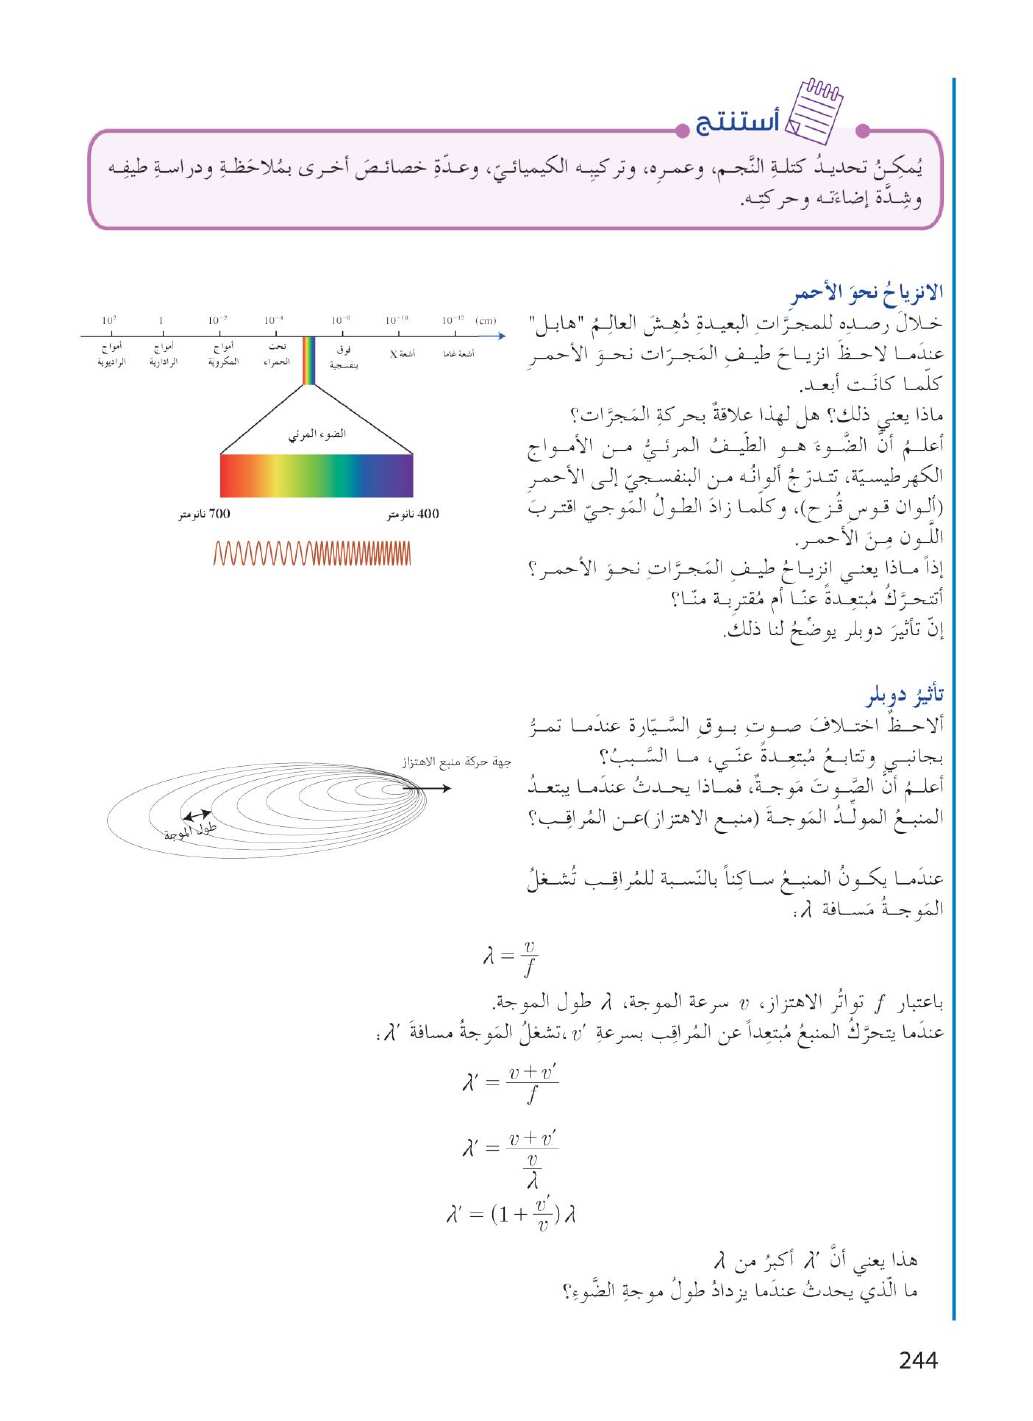 أستنتج
يُمكِنُ تحديدُ كتلةِ النَّجم، وعمرِه، وتركيبِه الكيميائيّ، وعدّةِ خصائصَ أخرى بمُلاحَظةِ ودراسةِ طيفِه
وشِدَّة إضاءَته وحركتِه.
الانزياحُ نحوَ الأحمرِ
خلالَ رصدِه للمجرَّاتِ البعيدةِ دُهِشَ العالِمُ "هابل"
عندَما لاحظَ انزياحَ طيفِ المَجرّات نحوَ الأحمرِ
كلّما كانَت أبعد.
ماذا يعني ذلك؟ هل لهذا علاقةٌ بحركةِ المَجرَّات؟
أعلمُ أنَّ الضَّوءَ هو الطّيفُ المرئيُّ من الأمواج
الكهرطيسيّة، تتدرّجُ ألوانُه من البنفسجيّ إلى الأحمرِ
(ألوان قوسِ قُزح)، وكلّما زادَ الطولُ المَوجيّ اقتربَ
اللَّون مِنَ الأحمر.
إذاً ماذا يعني انزياحُ طيفِ المَجرَّاتِ نحوَ الأحمر؟
أتتحرَّكُ مُبتعِدةً عنّا أم مُقتربة منّا؟
إنّ تأثيرَ دوبلر يوضّحُ لنا ذلك.
10² 1 10⁻² 10⁻⁴ 10⁻⁶ 10⁻¹⁰ 10⁻¹² (cm)
أمواج الراديوية
أمواج الرادارية
أمواج المكروية
تحت الحمراء
فوق بنفسجية
أشعة X
أشعة غاما
الضوء المرئي
700 نانومتر
400 نانومتر
تأثيرُ دوبلر
ألاحظُ اختلافَ صوتِ بوقِ السَّيّارة عندَما تمرُّ
بجانبي وتتابعُ مُبتعِدةً عنّي، ما السَّببُ؟
أعلمُ أنَّ الصَّوتَ مَوجةٌ، فماذا يحدثُ عندَما يبتعدُ
المنبعُ المولِّدُ المَوجةَ (منبع الاهتزاز)عن المُراقِب؟
جهة حركة منبع الاهتزاز
طول الموجة
عندَما يكونُ المنبعُ ساكِناً بالنّسبة للمُراقِب تُشغلُ
المَوجةُ مَسافة λ:
λ = v/f
باعتبار f تواتُر الاهتزاز، v سرعة الموجة، λ طول الموجة.
عندَما يتحرَّكُ المنبعُ مُبتعِداً عن المُراقِب بسرعةِ v′،تشغلُ المَوجةُ مسافةَ λ′:
λ′ = (v + v′)/f
λ′ = (v + v′)/(v/λ)
λ′ = (1 + v′/v) λ
هذا يعني أنَّ λ′ أكبرُ من λ
ما الّذي يحدثُ عندَما يزدادُ طولُ موجةِ الضَّوءِ؟
244